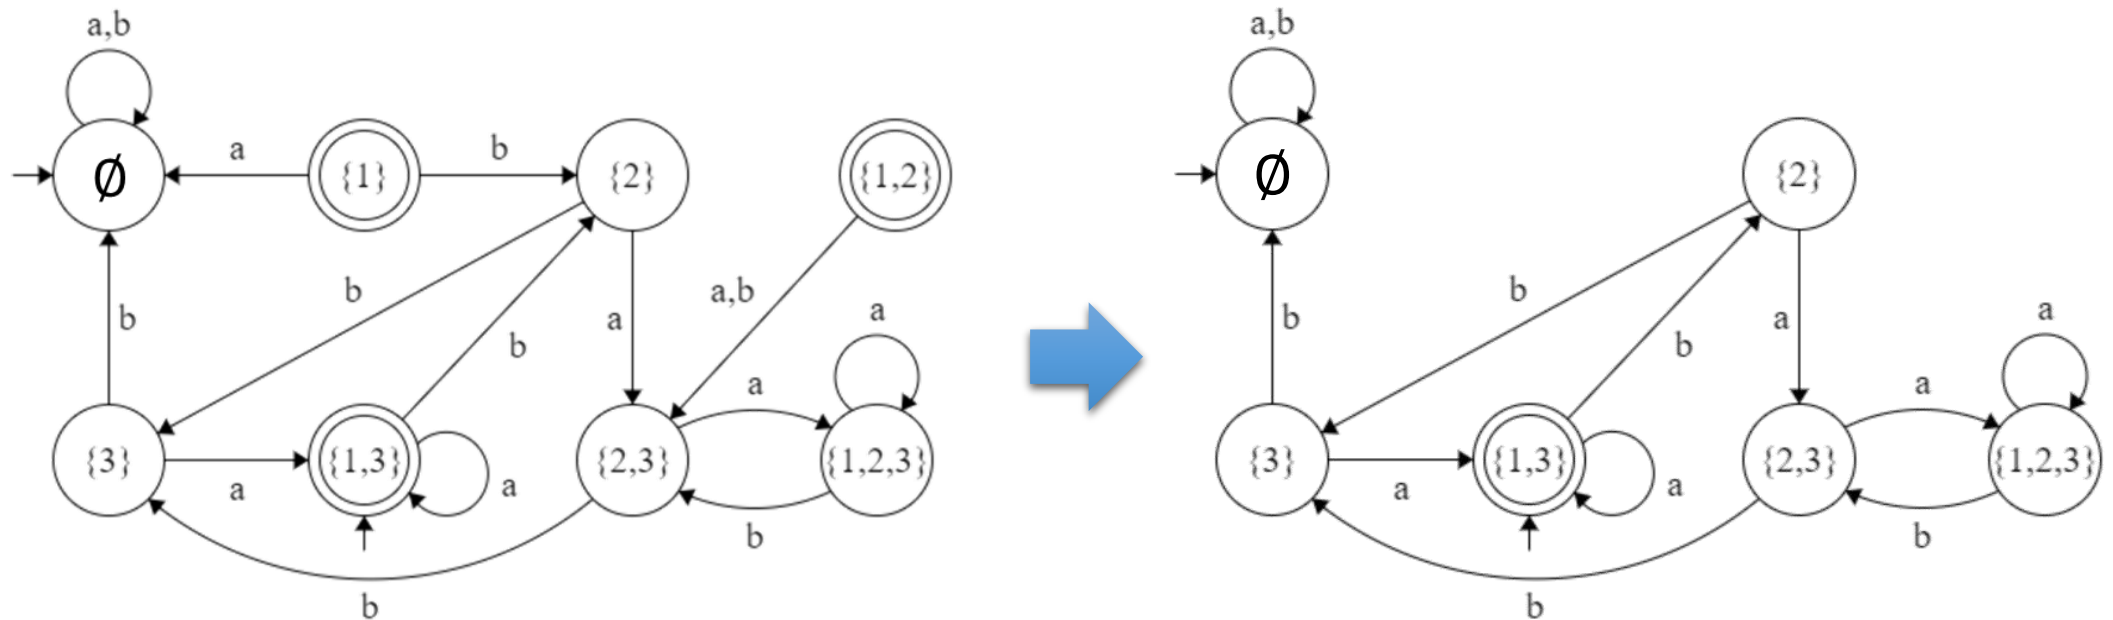 a,b
a,b
∅
a
{1}
b
{2}
{1,2}
∅
{2}
b
b
b
a
a,b
a
b
b
b
a
a
a
a
{3}
a
{1,3}
a
{2,3}
{1,2,3}
b
{3}
a
{1,3}
a
{2,3}
{1,2,3}
b
b
b